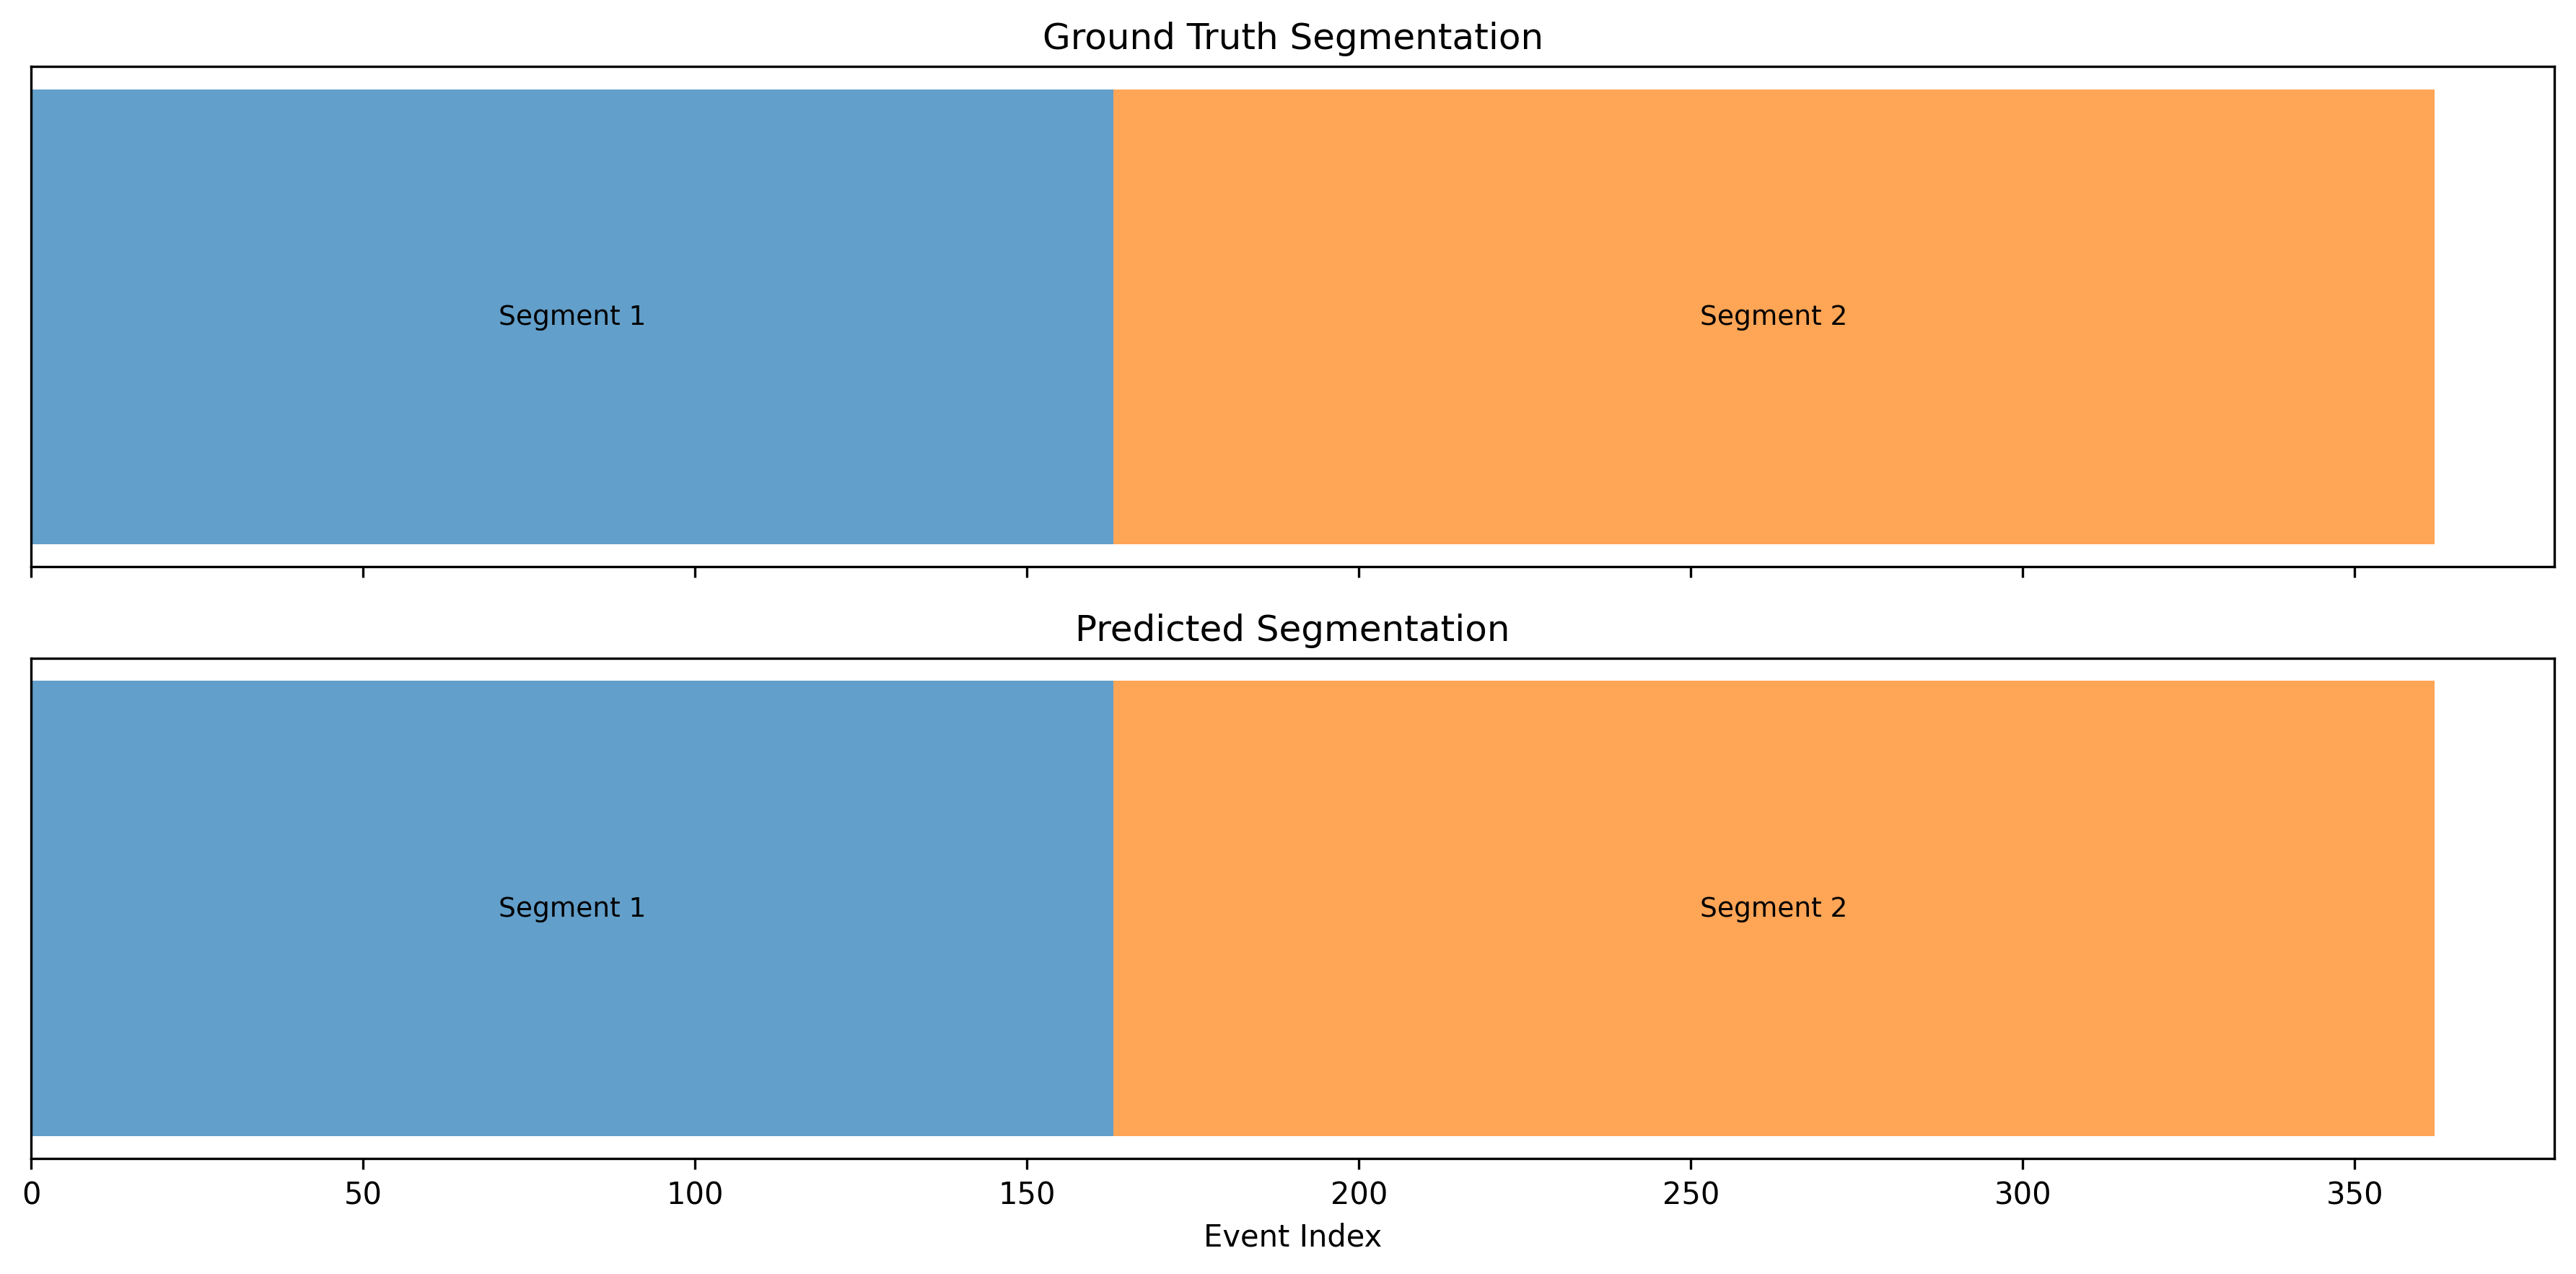 Ground Truth Segmentation
Segment 1 Segment 2
Predicted Segmentation
Segment 1 Segment 2
0 50 100 150 200 250 300 350
Event Index